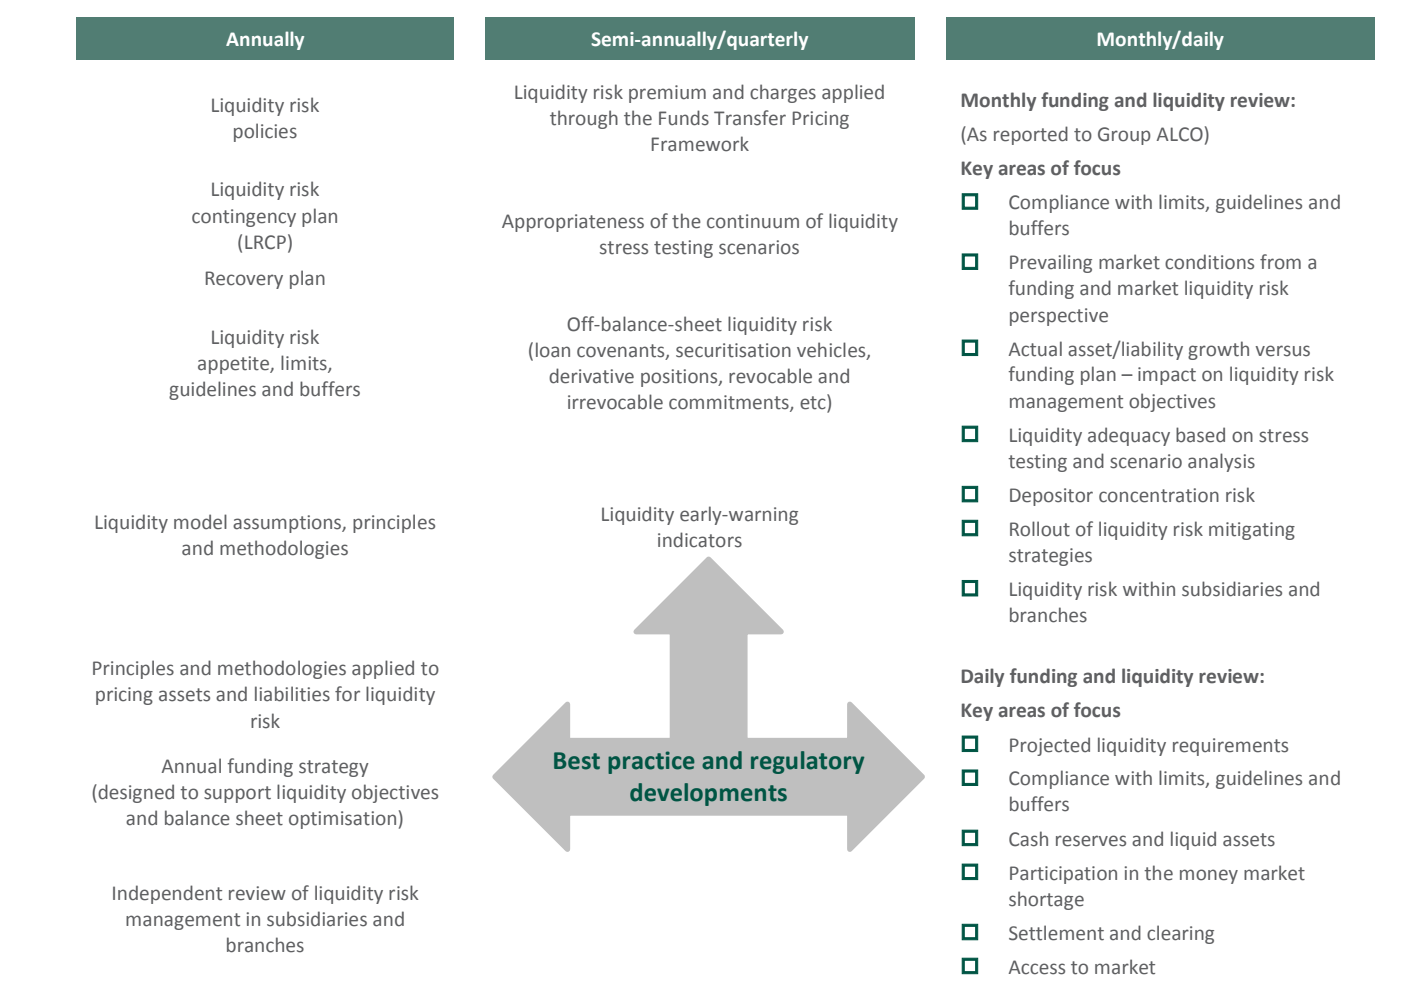 Annually
Liquidity risk
policies
Liquidity risk
contingency plan
(LRCP)
Recovery plan
Liquidity risk
appetite, limits,
guidelines and buffers
Liquidity model assumptions, principles
and methodologies
Principles and methodologies applied to
pricing assets and liabilities for liquidity
risk
Annual funding strategy
(designed to support liquidity objectives
and balance sheet optimisation)
Independent review of liquidity risk
management in subsidiaries and
branches
Semi-annually/quarterly
Liquidity risk premium and charges applied
through the Funds Transfer Pricing
Framework
Appropriateness of the continuum of liquidity
stress testing scenarios
Off-balance-sheet liquidity risk
(loan covenants, securitisation vehicles,
derivative positions, revocable and
irrevocable commitments, etc)
Liquidity early-warning
indicators
Best practice and regulatory
developments
Monthly/daily
Monthly funding and liquidity review:
(As reported to Group ALCO)
Key areas of focus
Compliance with limits, guidelines and
buffers
Prevailing market conditions from a
funding and market liquidity risk
perspective
Actual asset/liability growth versus
funding plan – impact on liquidity risk
management objectives
Liquidity adequacy based on stress
testing and scenario analysis
Depositor concentration risk
Rollout of liquidity risk mitigating
strategies
Liquidity risk within subsidiaries and
branches
Daily funding and liquidity review:
Key areas of focus
Projected liquidity requirements
Compliance with limits, guidelines and
buffers
Cash reserves and liquid assets
Participation in the money market
shortage
Settlement and clearing
Access to market